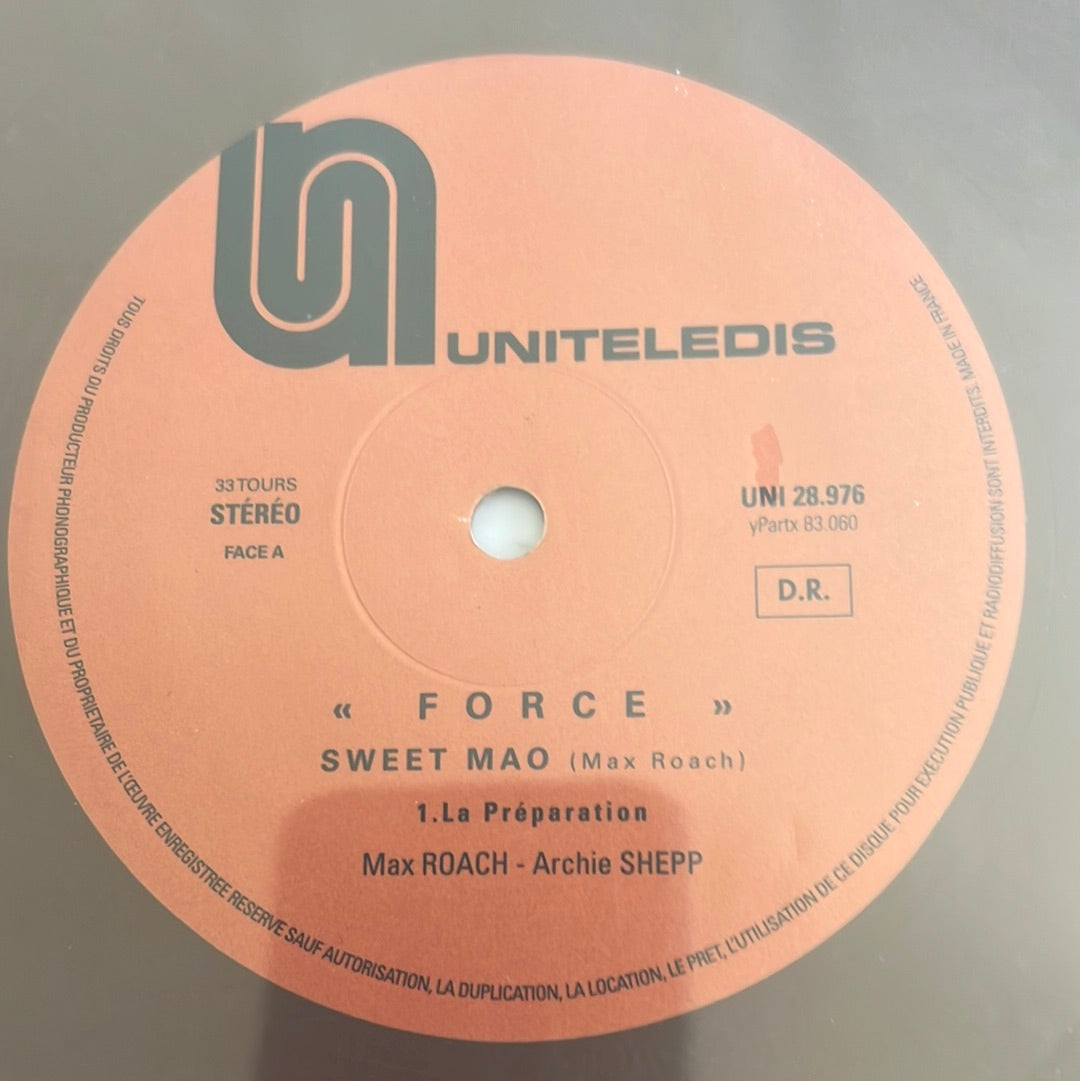 UNITELEDIS
33 TOURS
STÉRÉO
FACE A
UNI 28.976
yPartx 83.060
D.R.
« FORCE »
SWEET MAO (Max Roach)
1.La Préparation
Max ROACH - Archie SHEPP
TOUS DROITS DU PRODUCTEUR PHONOGRAPHIQUE ET DU PROPRIETAIRE DE L'ŒUVRE ENREGISTREE RESERVE SAUF AUTORISATION, LA DUPLICATION, LA LOCATION, LE PRET, L'UTILISATION DE CE DISQUE POUR EXECUTION PUBLIQUE ET RADIODIFFUSION SONT INTERDITS. MADE IN FRANCE